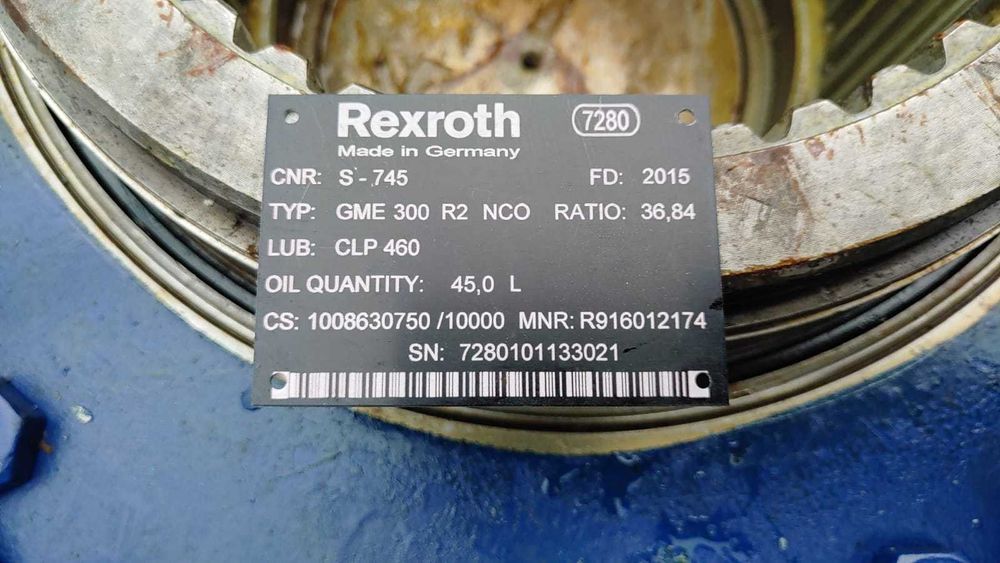 Rexroth 7280
Made in Germany
CNR: S - 745 FD: 2015
TYP: GME 300 R2 NCO RATIO: 36,84
LUB: CLP 460
OIL QUANTITY: 45,0 L
CS: 1008630750 /10000 MNR: R916012174
SN: 7280101133021